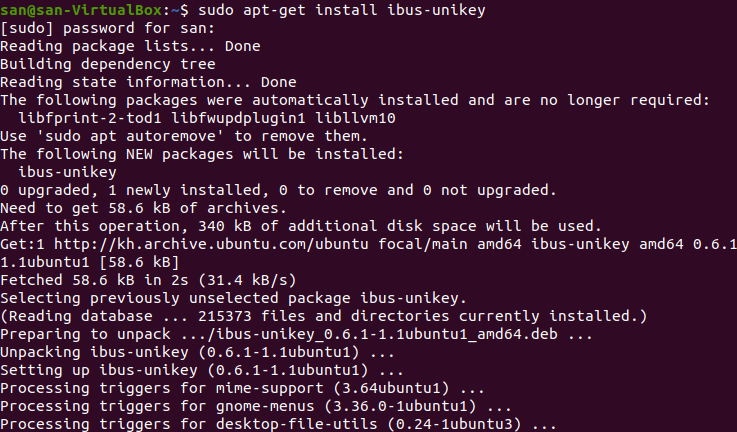 san@san-VirtualBox:~$ sudo apt-get install ibus-unikey
[sudo] password for san:
Reading package lists... Done
Building dependency tree
Reading state information... Done
The following packages were automatically installed and are no longer required:
  libfprint-2-tod1 libfwupdplugin1 libllvm10
Use 'sudo apt autoremove' to remove them.
The following NEW packages will be installed:
  ibus-unikey
0 upgraded, 1 newly installed, 0 to remove and 0 not upgraded.
Need to get 58.6 kB of archives.
After this operation, 340 kB of additional disk space will be used.
Get:1 http://kh.archive.ubuntu.com/ubuntu focal/main amd64 ibus-unikey amd64 0.6.1-
1.1ubuntu1 [58.6 kB]
Fetched 58.6 kB in 2s (31.4 kB/s)
Selecting previously unselected package ibus-unikey.
(Reading database ... 215373 files and directories currently installed.)
Preparing to unpack .../ibus-unikey_0.6.1-1.1ubuntu1_amd64.deb ...
Unpacking ibus-unikey (0.6.1-1.1ubuntu1) ...
Setting up ibus-unikey (0.6.1-1.1ubuntu1) ...
Processing triggers for mime-support (3.64ubuntu1) ...
Processing triggers for gnome-menus (3.36.0-1ubuntu1) ...
Processing triggers for desktop-file-utils (0.24-1ubuntu3) ...